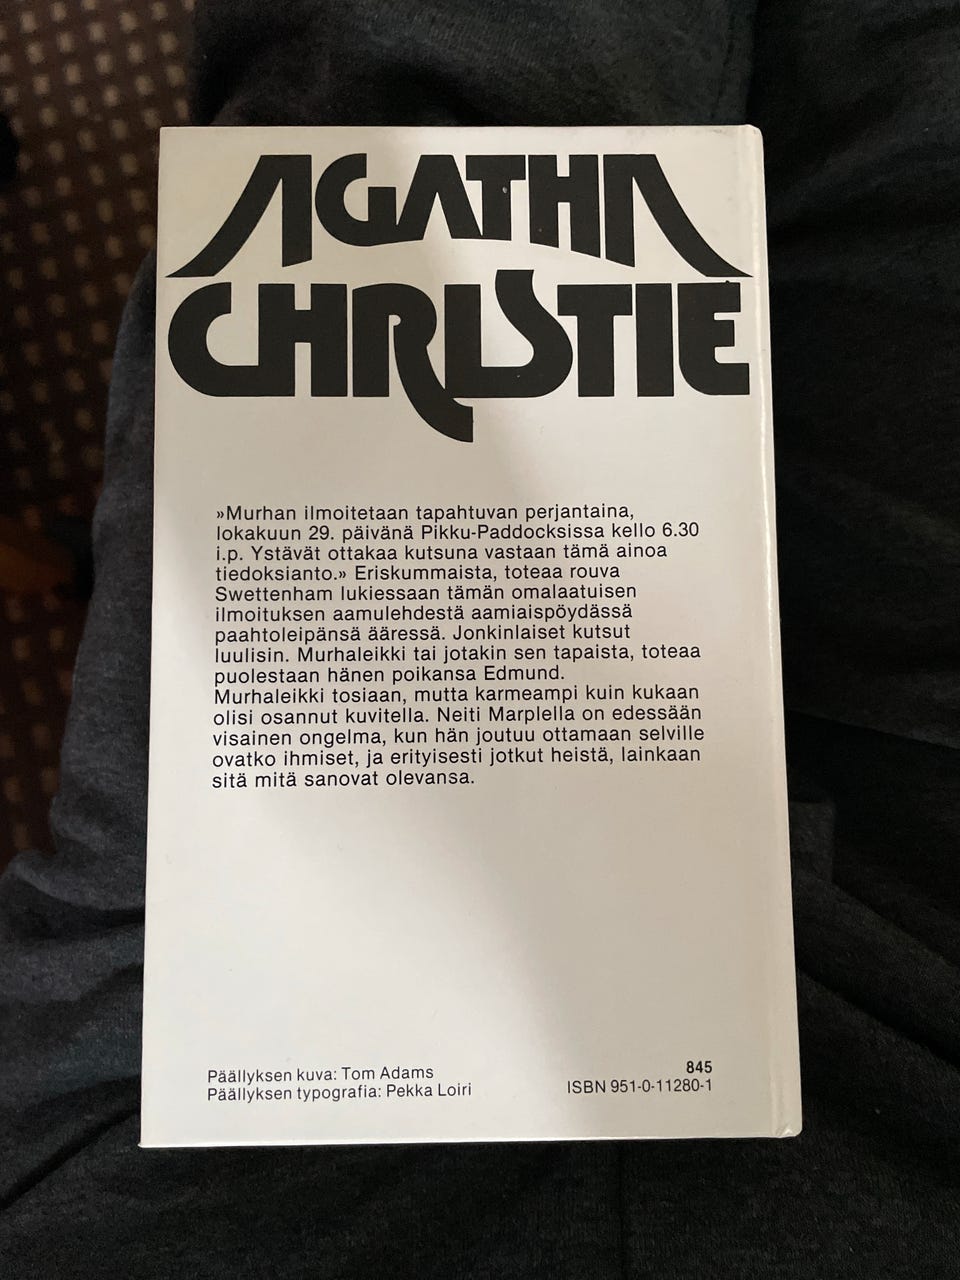 AGATHA
CHRISTIE
»Murhan ilmoitetaan tapahtuvan perjantaina,
lokakuun 29. päivänä Pikku-Paddocksissa kello 6.30
i.p. Ystävät ottakaa kutsuna vastaan tämä ainoa
tiedoksianto.» Eriskummaista, toteaa rouva
Swettenham lukiessaan tämän omalaatuisen
ilmoituksen aamulehdestä aamiaispöydässä
paahtoleipänsä ääressä. Jonkinlaiset kutsut
luulisin. Murhaleikki tai jotakin sen tapaista, toteaa
puolestaan hänen poikansa Edmund.
Murhaleikki tosiaan, mutta karmeampi kuin kukaan
olisi osannut kuvitella. Neiti Marplella on edessään
visainen ongelma, kun hän joutuu ottamaan selville
ovatko ihmiset, ja erityisesti jotkut heistä, lainkaan
sitä mitä sanovat olevansa.
Päällyksen kuva: Tom Adams
Päällyksen typografia: Pekka Loiri
845
ISBN 951-0-11280-1